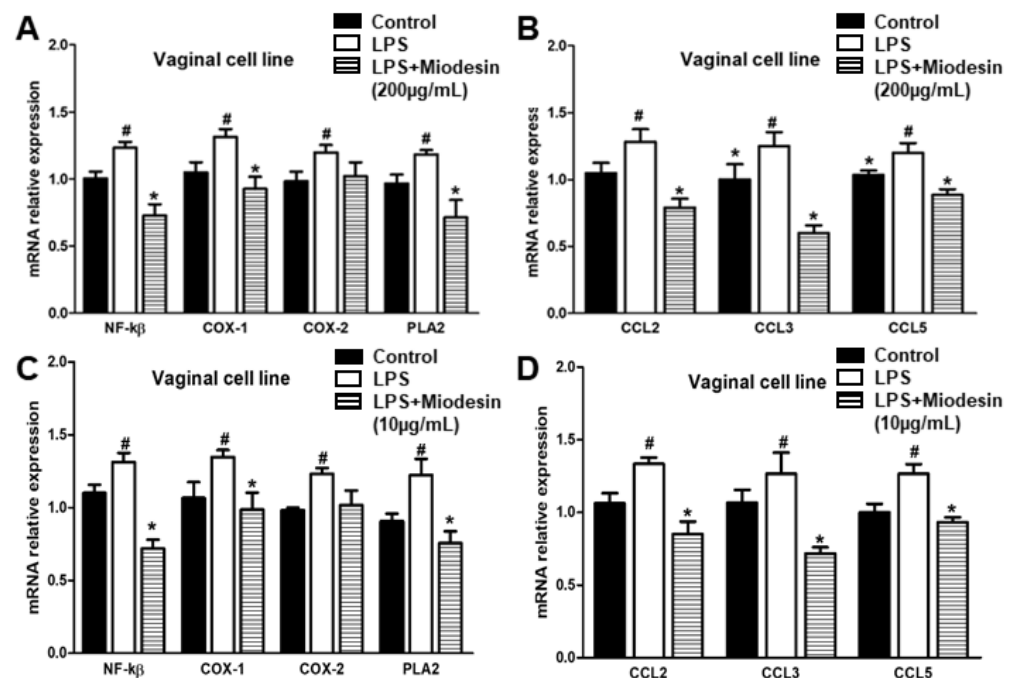 A
Vaginal cell line
Control
LPS
LPS+Miodesin
(200µg/mL)
mRNA relative expression
2.0
1.5
1.0
0.5
0.0
#
#
#
#
*
*
*
NF-kβ
COX-1
COX-2
PLA2
B
Vaginal cell line
Control
LPS
LPS+Miodesin
(200µg/mL)
mRNA relative express
2.0
1.5
1.0
0.5
0.0
#
#
#
*
*
*
*
*
CCL2
CCL3
CCL5
C
Vaginal cell line
Control
LPS
LPS+Miodesin
(10µg/mL)
mRNA relative expression
2.0
1.5
1.0
0.5
0.0
#
#
#
#
*
*
*
NF-kβ
COX-1
COX-2
PLA2
D
Vaginal cell line
Control
LPS
LPS+Miodesin
(10µg/mL)
mRNA relative expression
2.0
1.5
1.0
0.5
0.0
#
#
#
*
*
*
CCL2
CCL3
CCL5